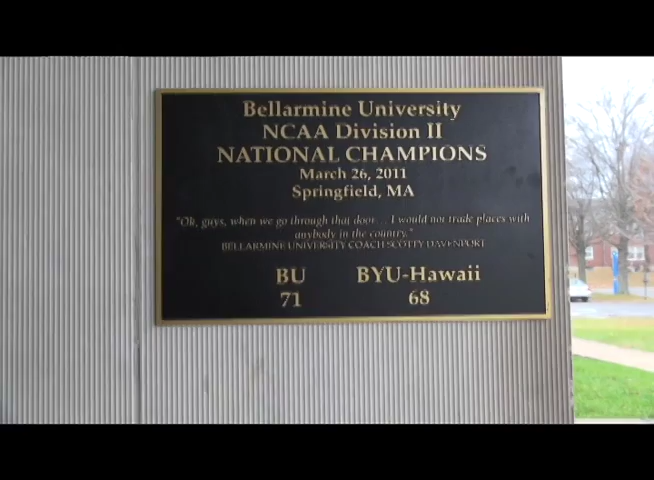 Bellarmine University
NCAA Division II
NATIONAL CHAMPIONS
March 26, 2011
Springfield, MA
"Ok, guys, when we go through that door... I would not trade places with
anybody in the country."
BELLARMINE UNIVERSITY COACH SCOTTY DAVENPORT
BU BYU-Hawaii
71 68